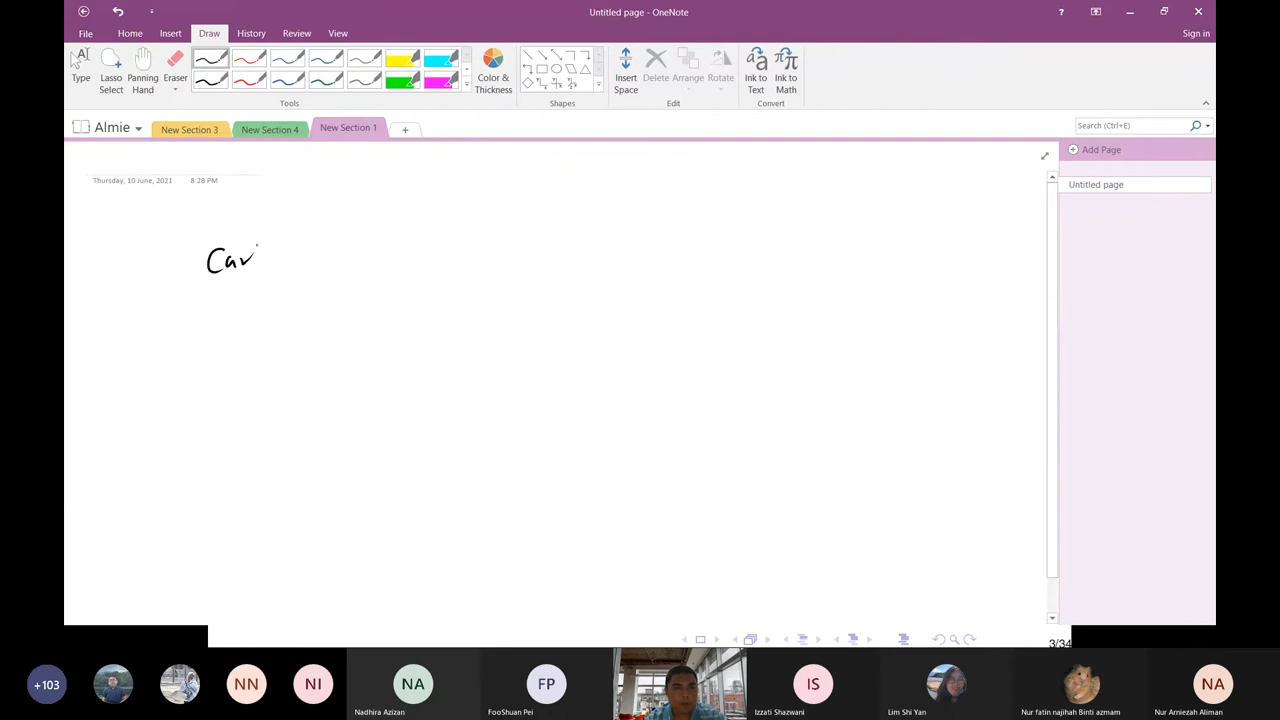 Untitled page - OneNote
?
File
Home
Insert
Draw
History
Review
View
Sign in
Type
Lasso Select
Panning Hand
Eraser
Color & Thickness
Insert Space
Delete
Arrange
Rotate
Ink to Text
Ink to Math
Tools
Shapes
Edit
Convert
Almie
New Section 3
New Section 4
New Section 1
+
Search (Ctrl+E)
Add Page
Untitled page
Thursday, 10 June, 2021 8:28 PM
Cav
3/34
+103
NN
NI
NA
Nadhira Azizan
FP
FooShuan Pei
IS
Izzati Shazwani
Lim Shi Yan
Nur fatin najihah Binti azmam
NA
Nur Arniezah Aliman